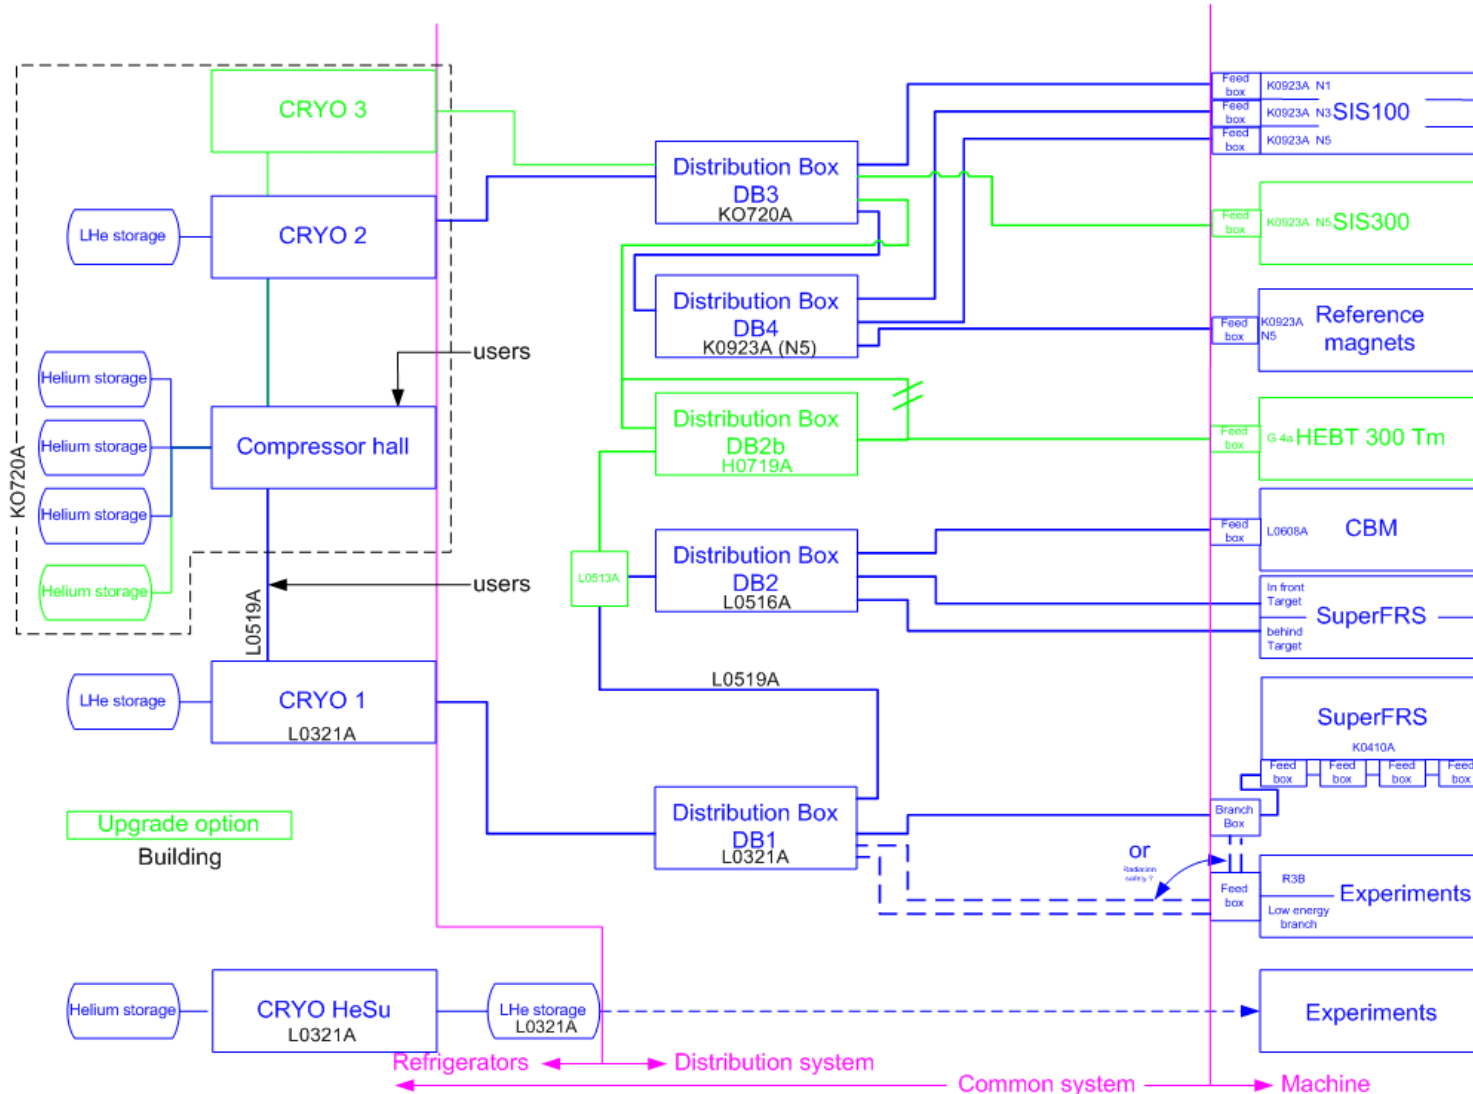 CRYO 3
CRYO 2
LHe storage
KO720A
users
Helium storage
Helium storage
Helium storage
Helium storage
Compressor hall
users
L0519A
LHe storage
CRYO 1
L0321A
Upgrade option
Building
Helium storage
CRYO HeSu
L0321A
LHe storage
L0321A
Distribution Box
DB3
KO720A
Distribution Box
DB4
K0923A (N5)
Distribution Box
DB2b
H0719A
L0513A
Distribution Box
DB2
L0516A
L0519A
Distribution Box
DB1
L0321A
Feed
box
K0923A N1
Feed
box
K0923A N3
SIS100
Feed
box
K0923A N5
Feed
box
K0923A N5
SIS300
Feed
box
K0923A
N5
Reference
magnets
Feed
box
G 4a
HEBT 300 Tm
Feed
box
L0608A
CBM
In front
Target
SuperFRS
behind
Target
SuperFRS
K0410A
Feed
box
Feed
box
Feed
box
Feed
box
Branch
Box
or
Radiation
safety ?
Feed
box
R3B
Experiments
Low energy
branch
Experiments
Refrigerators
Distribution system
Common system
Machine